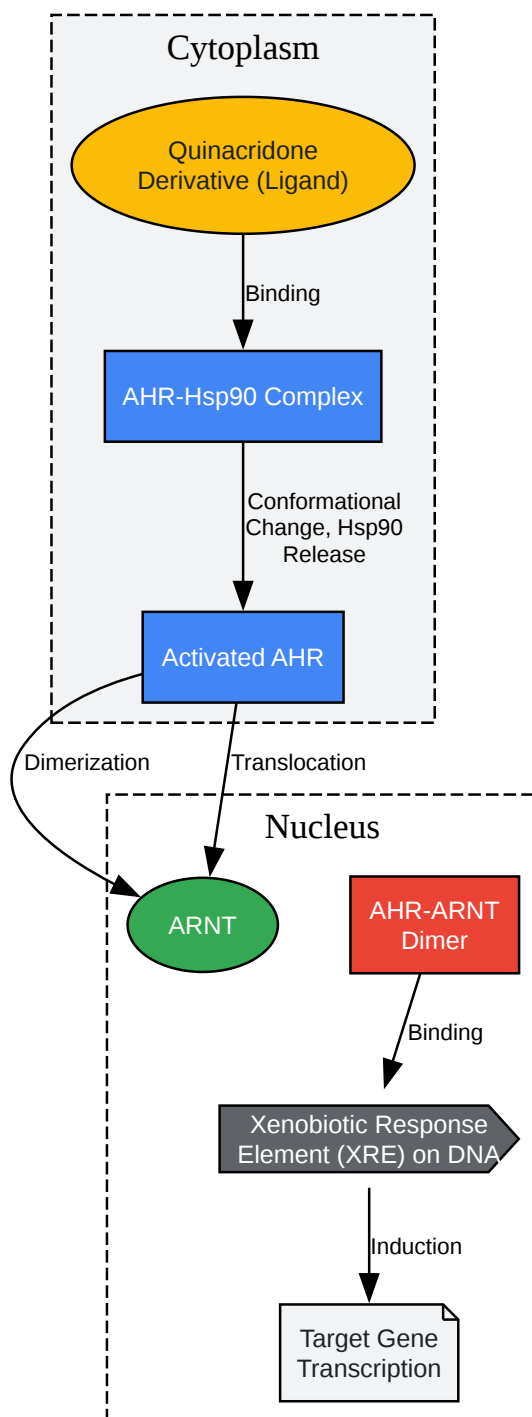 Cytoplasm
Quinacridone
Derivative (Ligand)
Binding
AHR-Hsp90 Complex
Conformational
Change, Hsp90
Release
Activated AHR
Dimerization
Translocation
Nucleus
ARNT
AHR-ARNT
Dimer
Binding
Xenobiotic Response
Element (XRE) on DNA
Induction
Target Gene
Transcription